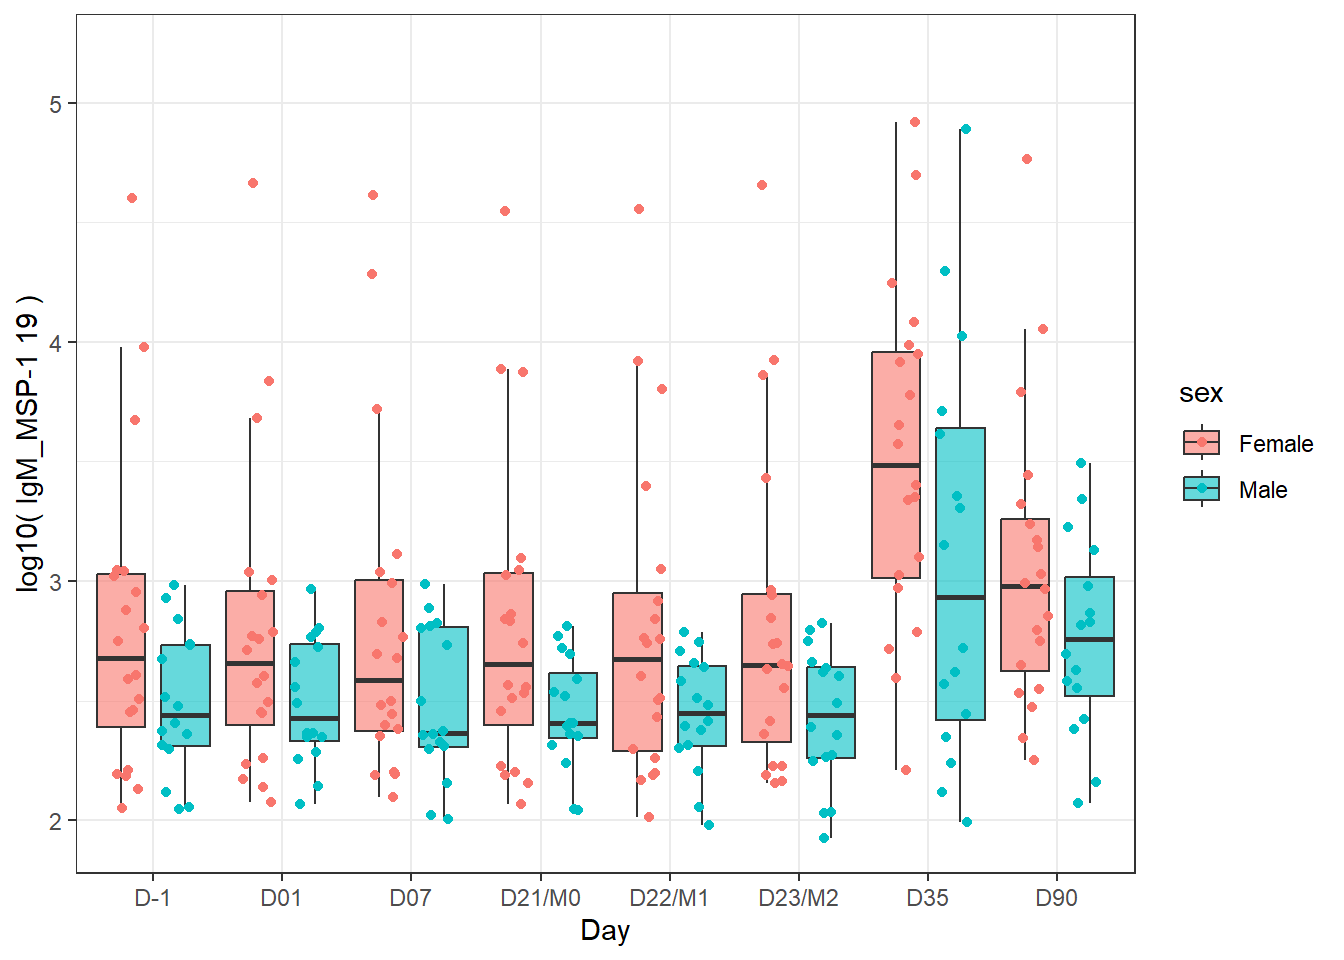 log10( IgM_MSP-1 19 )
5
4
3
2
D-1 D01 D07 D21/M0 D22/M1 D23/M2 D35 D90
Day
sex
Female
Male